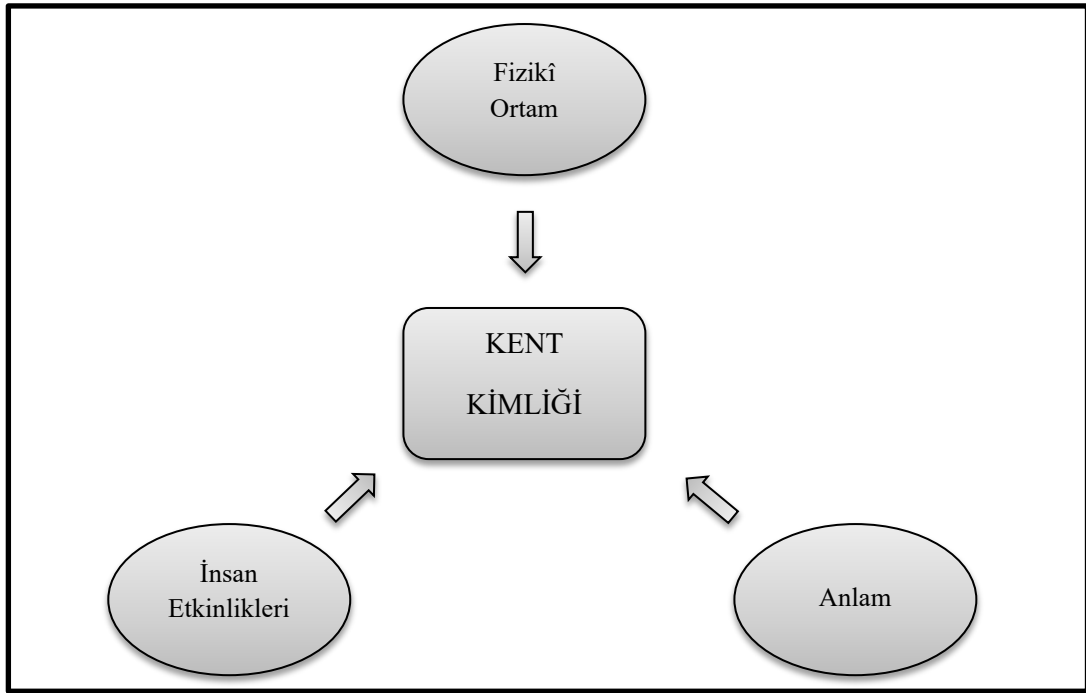 Fizikî
Ortam
KENT
KİMLİĞİ
İnsan
Etkinlikleri
Anlam